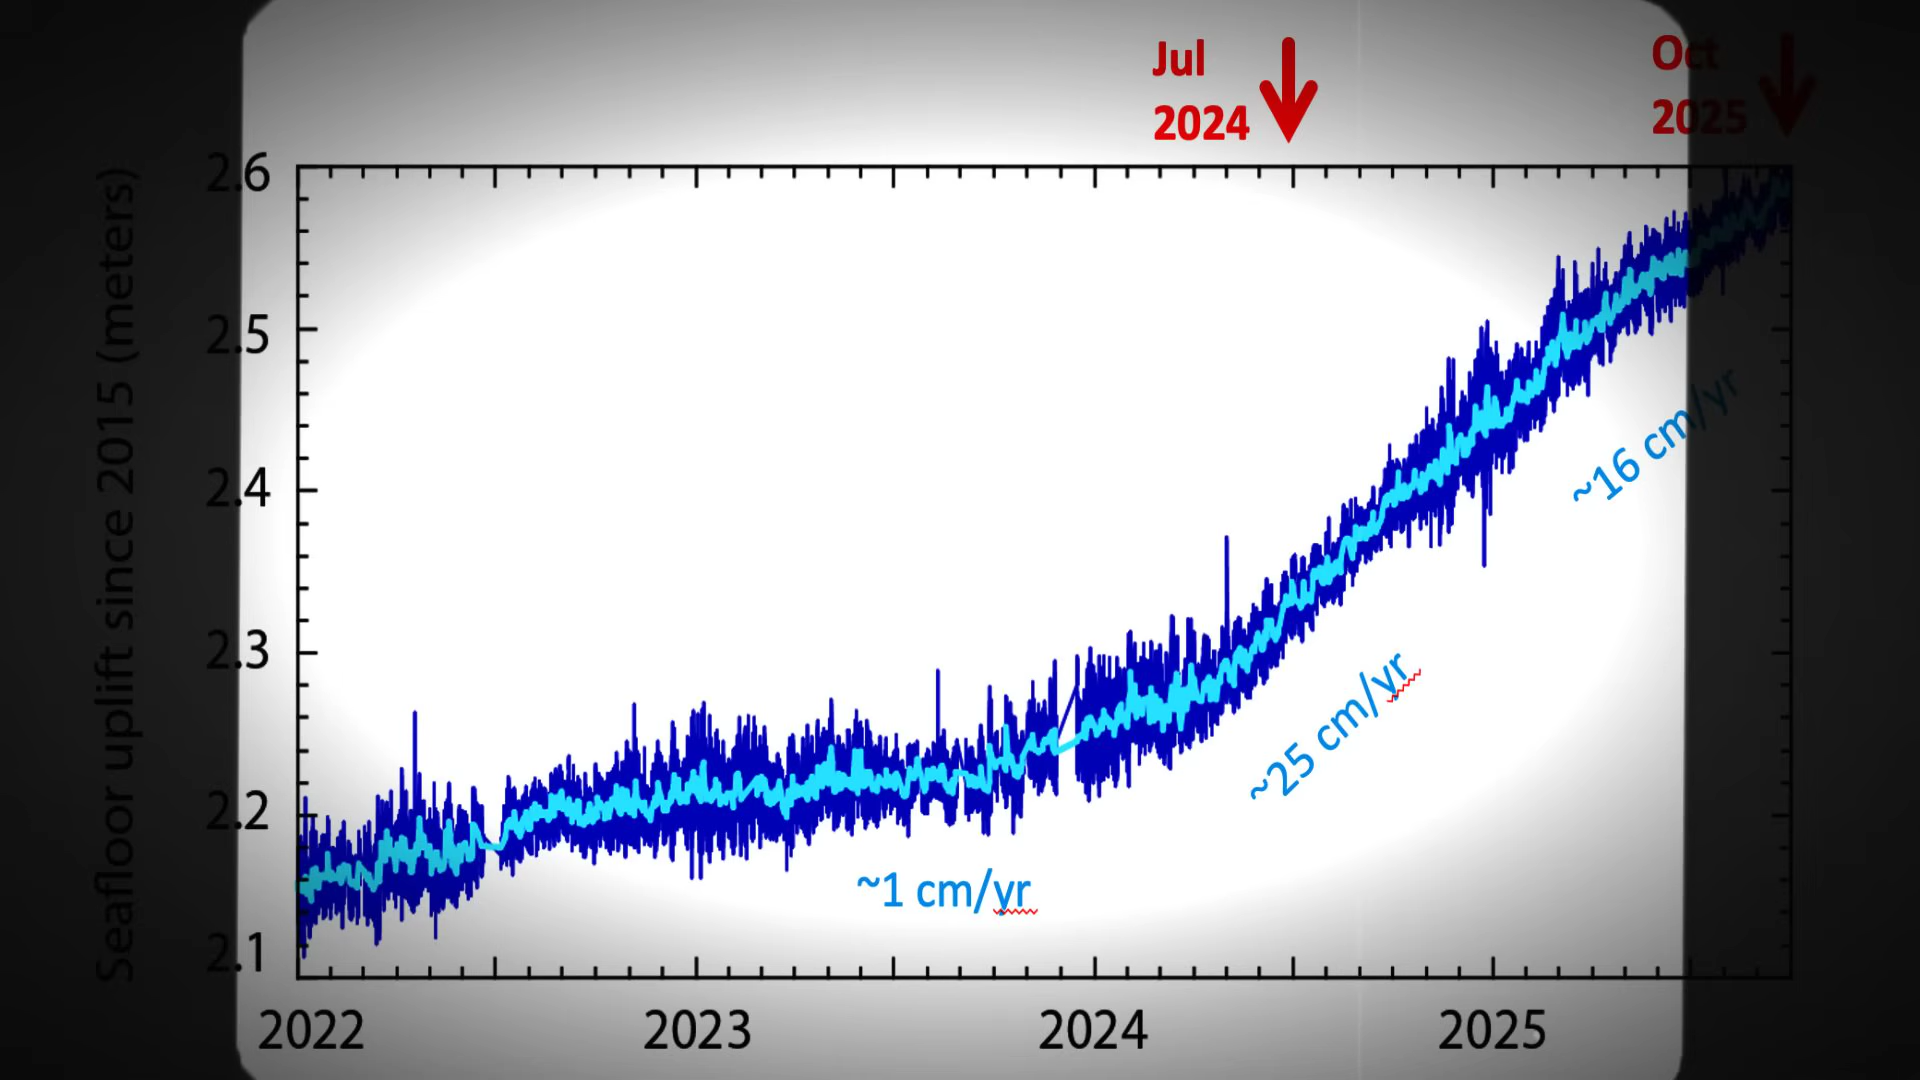 Jul
2024
Oct
2025
Seafloor uplift since 2015 (meters)
2.6
2.5
2.4
2.3
2.2
2.1
~16 cm/yr
~25 cm/yr
~1 cm/yr
2022
2023
2024
2025